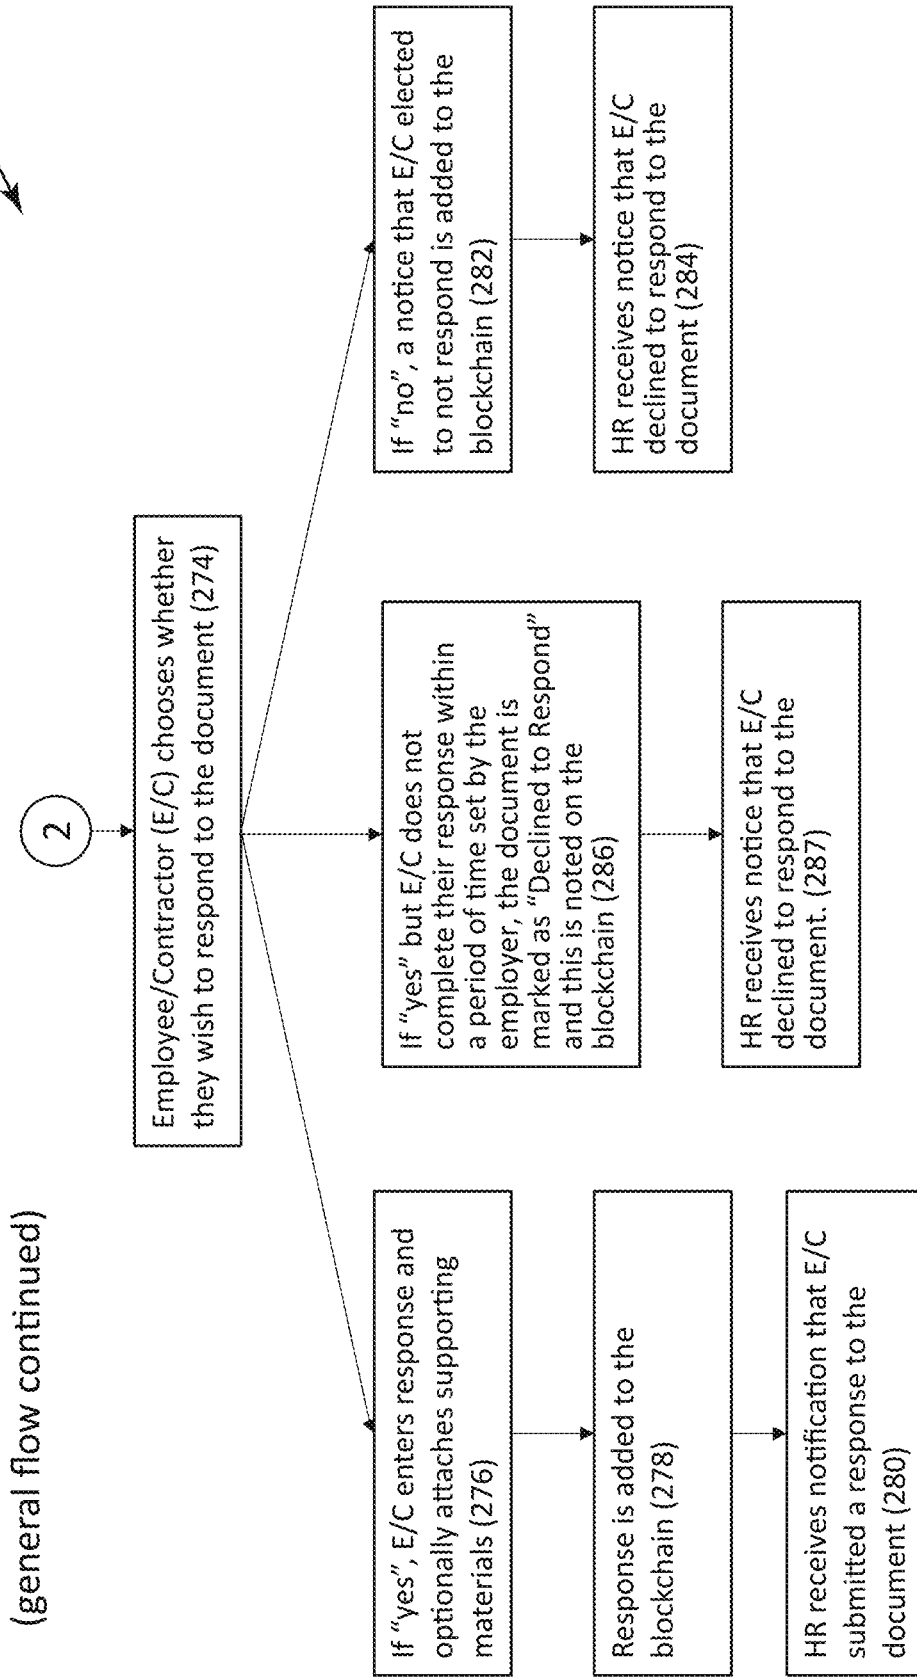 (general flow continued)
2
Employee/Contractor (E/C) chooses whether
they wish to respond to the document (274)
If “yes”, E/C enters response and
optionally attaches supporting
materials (276)
Response is added to the
blockchain (278)
HR receives notification that E/C
submitted a response to the
document (280)
If “yes” but E/C does not
complete their response within
a period of time set by the
employer, the document is
marked as “Declined to Respond”
and this is noted on the
blockchain (286)
HR receives notice that E/C
declined to respond to the
document. (287)
If “no”, a notice that E/C elected
to not respond is added to the
blockchain (282)
HR receives notice that E/C
declined to respond to the
document (284)